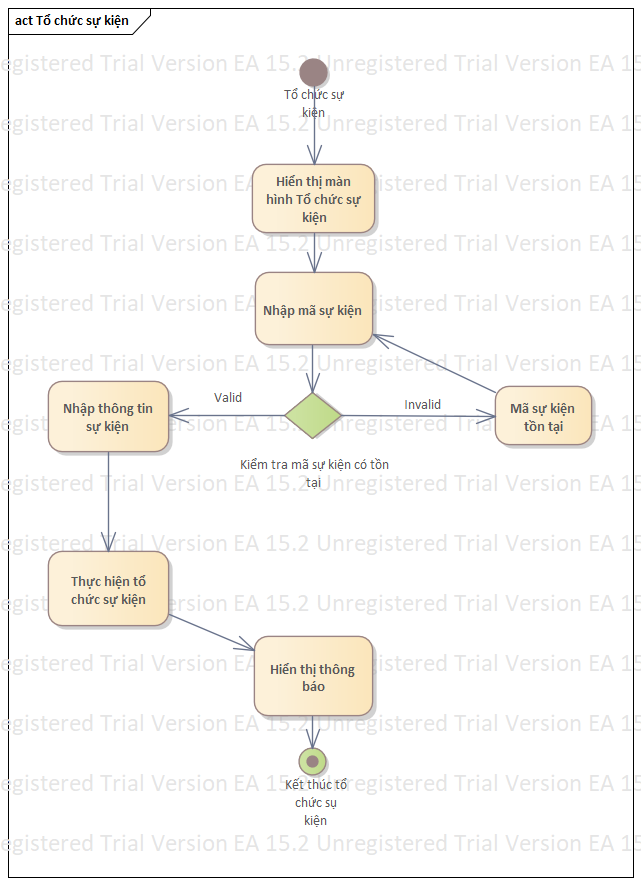 act Tổ chức sự kiện
Tổ chức sự
kiện
Hiển thị màn
hình Tổ chức sự
kiện
Nhập mã sự kiện
Valid
Invalid
Nhập thông tin
sự kiện
Mã sự kiện
tồn tại
Kiểm tra mã sự kiện có tồn
tại
Thực hiện tổ
chức sự kiện
Hiển thị thông
báo
Kết thúc tổ
chức sụ
kiện